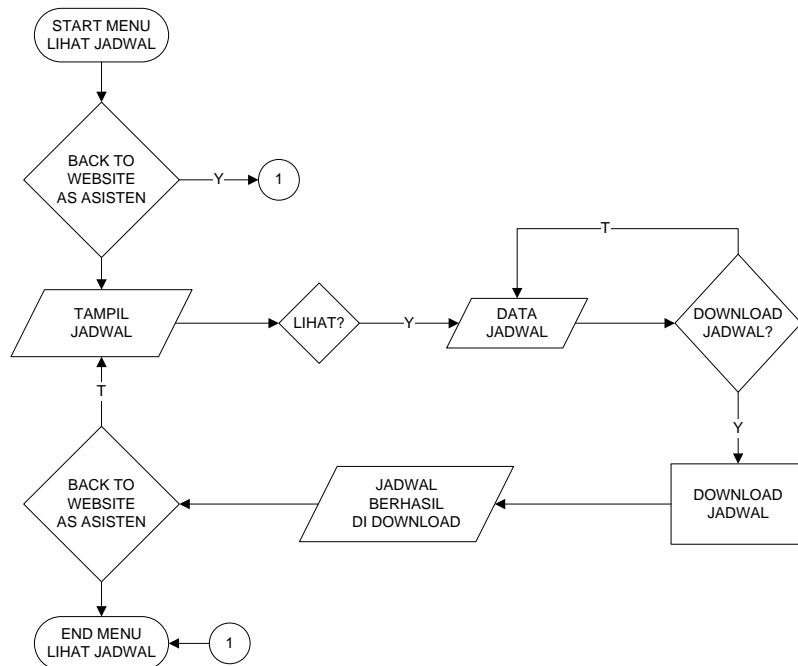 START MENU
LIHAT JADWAL
BACK TO
WEBSITE
AS ASISTEN
Y
1
T
TAMPIL
JADWAL
LIHAT?
Y
DATA
JADWAL
DOWNLOAD
JADWAL?
T
Y
BACK TO
WEBSITE
AS ASISTEN
JADWAL
BERHASIL
DI DOWNLOAD
DOWNLOAD
JADWAL
END MENU
LIHAT JADWAL
1